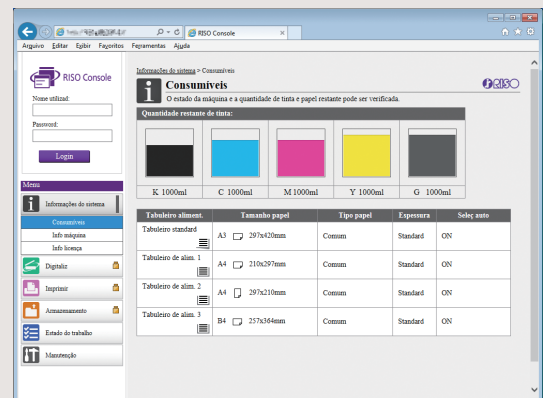 RISO Console
Arquivo Editar Exibir Favoritos Ferramentas Ajuda
RISO Console
Nome utilizad:
Password:
Login
Menu
Informações do sistema
Consumíveis
Info máquina
Info licença
Digitaliz
Imprimir
Armazenamento
Estado do trabalho
Manutenção
Informações do sistema > Consumíveis
Consumíveis
RISO
O estado da máquina e a quantidade de tinta e papel restante pode ser verificada.
Quantidade restante de tinta:
K 1000ml C 1000ml M 1000ml Y 1000ml G 1000ml
Tabuleiro aliment. Tamanho papel Tipo papel Espessura Seleç auto
Tabuleiro standard A3 297x420mm Comum Standard ON
Tabuleiro de alim. 1 A4 210x297mm Comum Standard ON
Tabuleiro de alim. 2 A4 297x210mm Comum Standard ON
Tabuleiro de alim. 3 B4 257x364mm Comum Standard ON